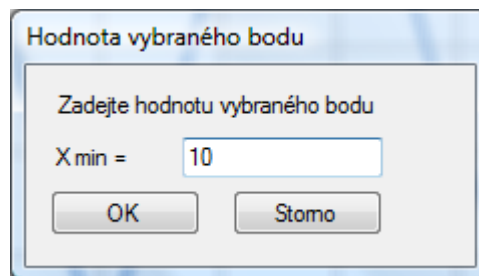 Hodnota vybraného bodu
Zadejte hodnotu vybraného bodu
X min = 10
OK Storno